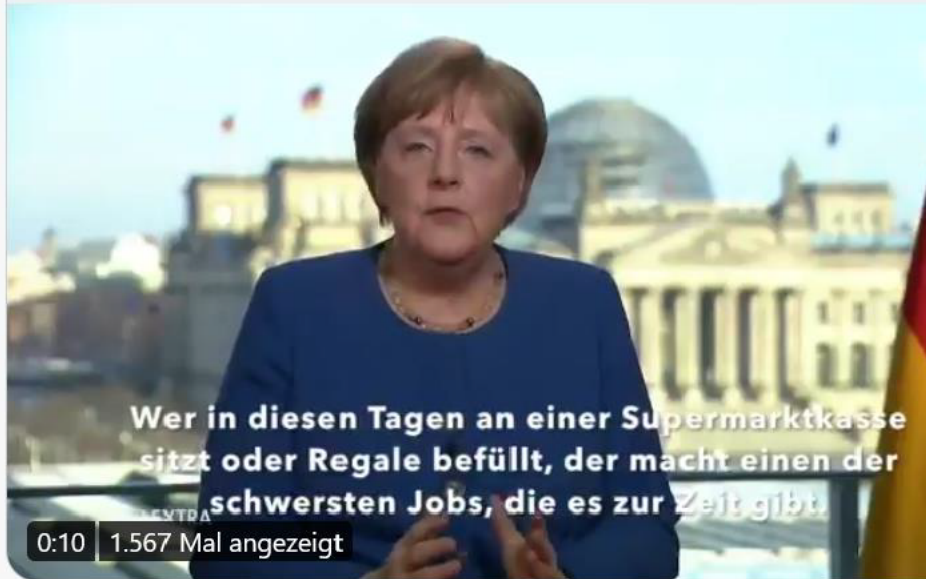 Wer in diesen Tagen an einer Supermarktkasse
sitzt oder Regale befüllt, der macht einen der
schwersten Jobs, die es zur Zeit gibt.
EXTRA
0:10 1.567 Mal angezeigt